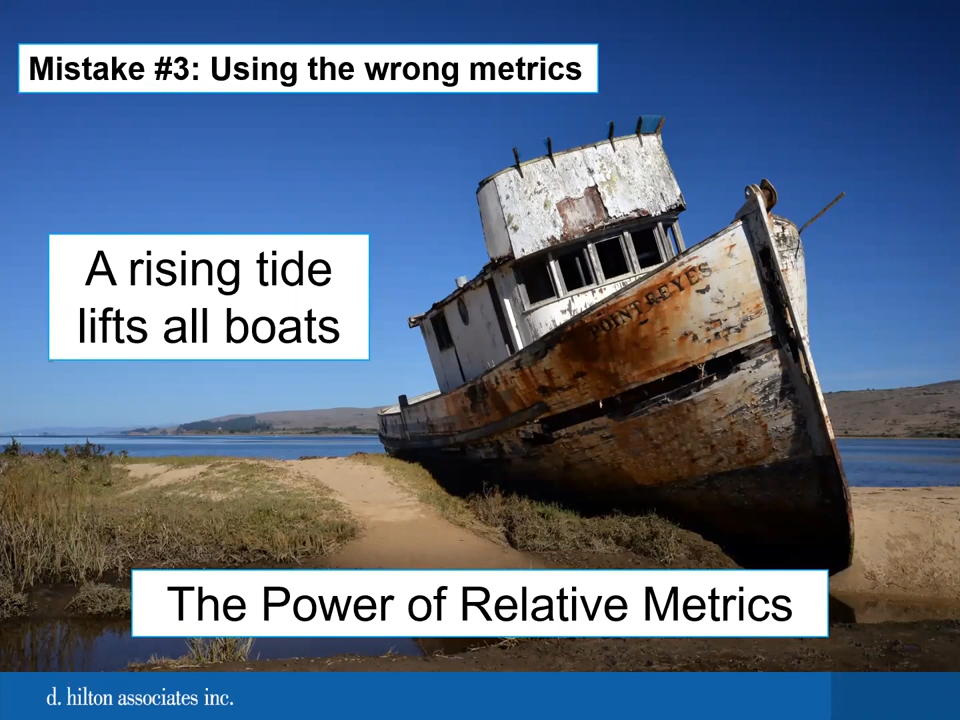 Mistake #3: Using the wrong metrics
A rising tide
lifts all boats
POINT REYES
The Power of Relative Metrics
d. hilton associates inc.